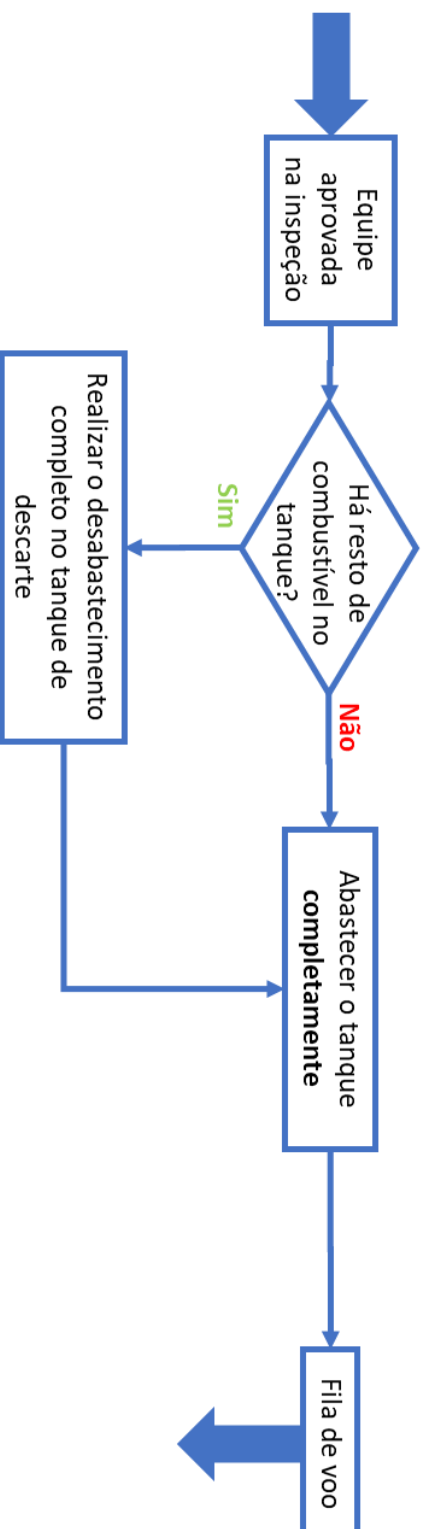 Equipe
aprovada
na inspeção
Há resto de
combustível no
tanque?
Sim
Não
Realizar o desabastecimento
completo no tanque de
descarte
Abastecer o tanque
completamente
Fila de voo